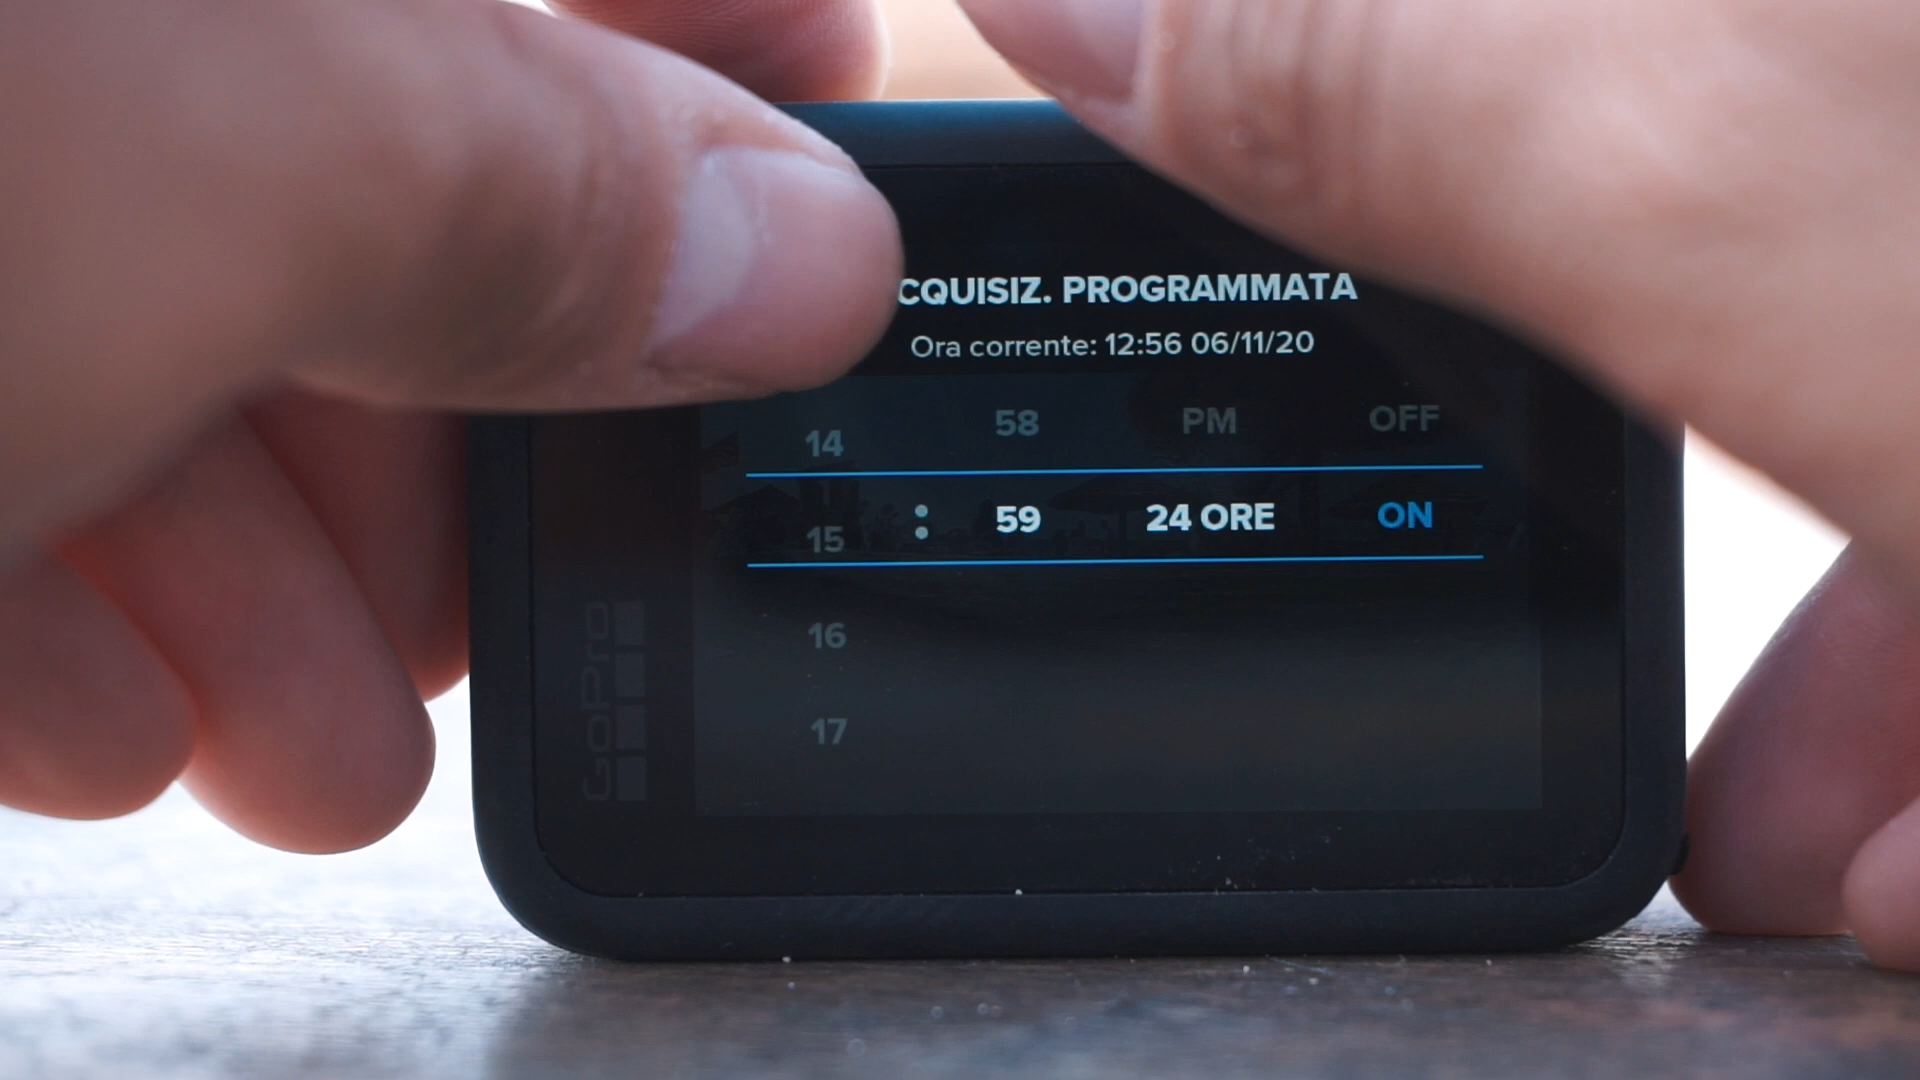 CQUISIZ. PROGRAMMATA
Ora corrente: 12:56 06/11/20
14 58 PM OFF
15 : 59 24 ORE ON
16
17
GoPro